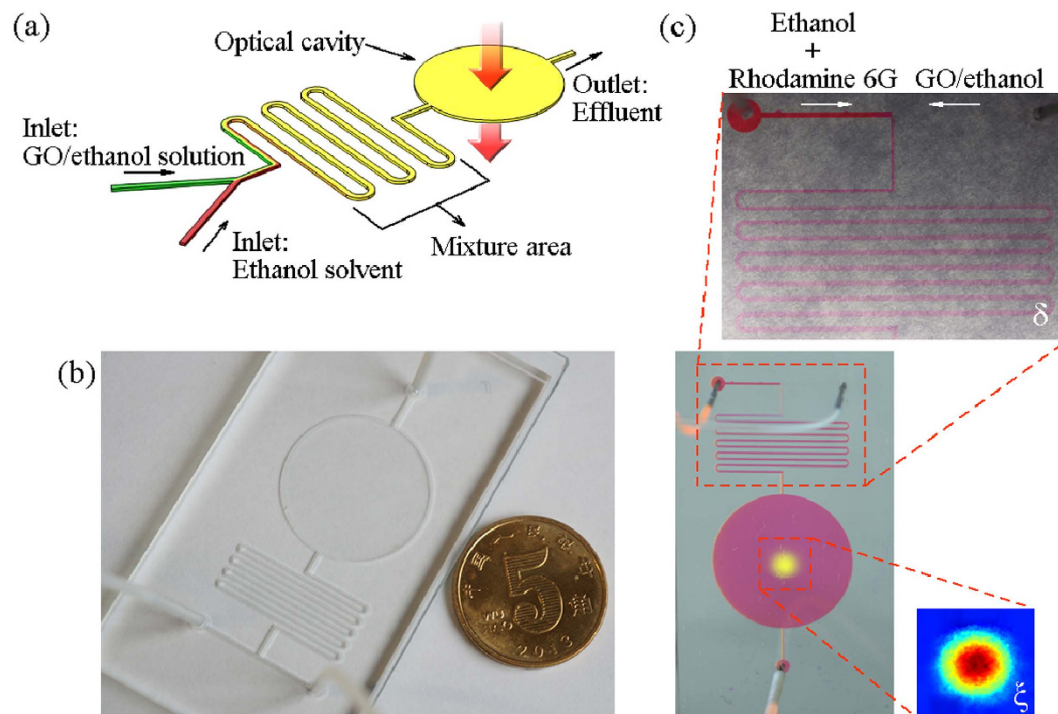 (a)
Optical cavity
Outlet:
Effluent
Inlet:
GO/ethanol solution
Inlet:
Ethanol solvent
Mixture area
(b)
5
2013
(c)
Ethanol
+
Rhodamine 6G
GO/ethanol
δ
ξ